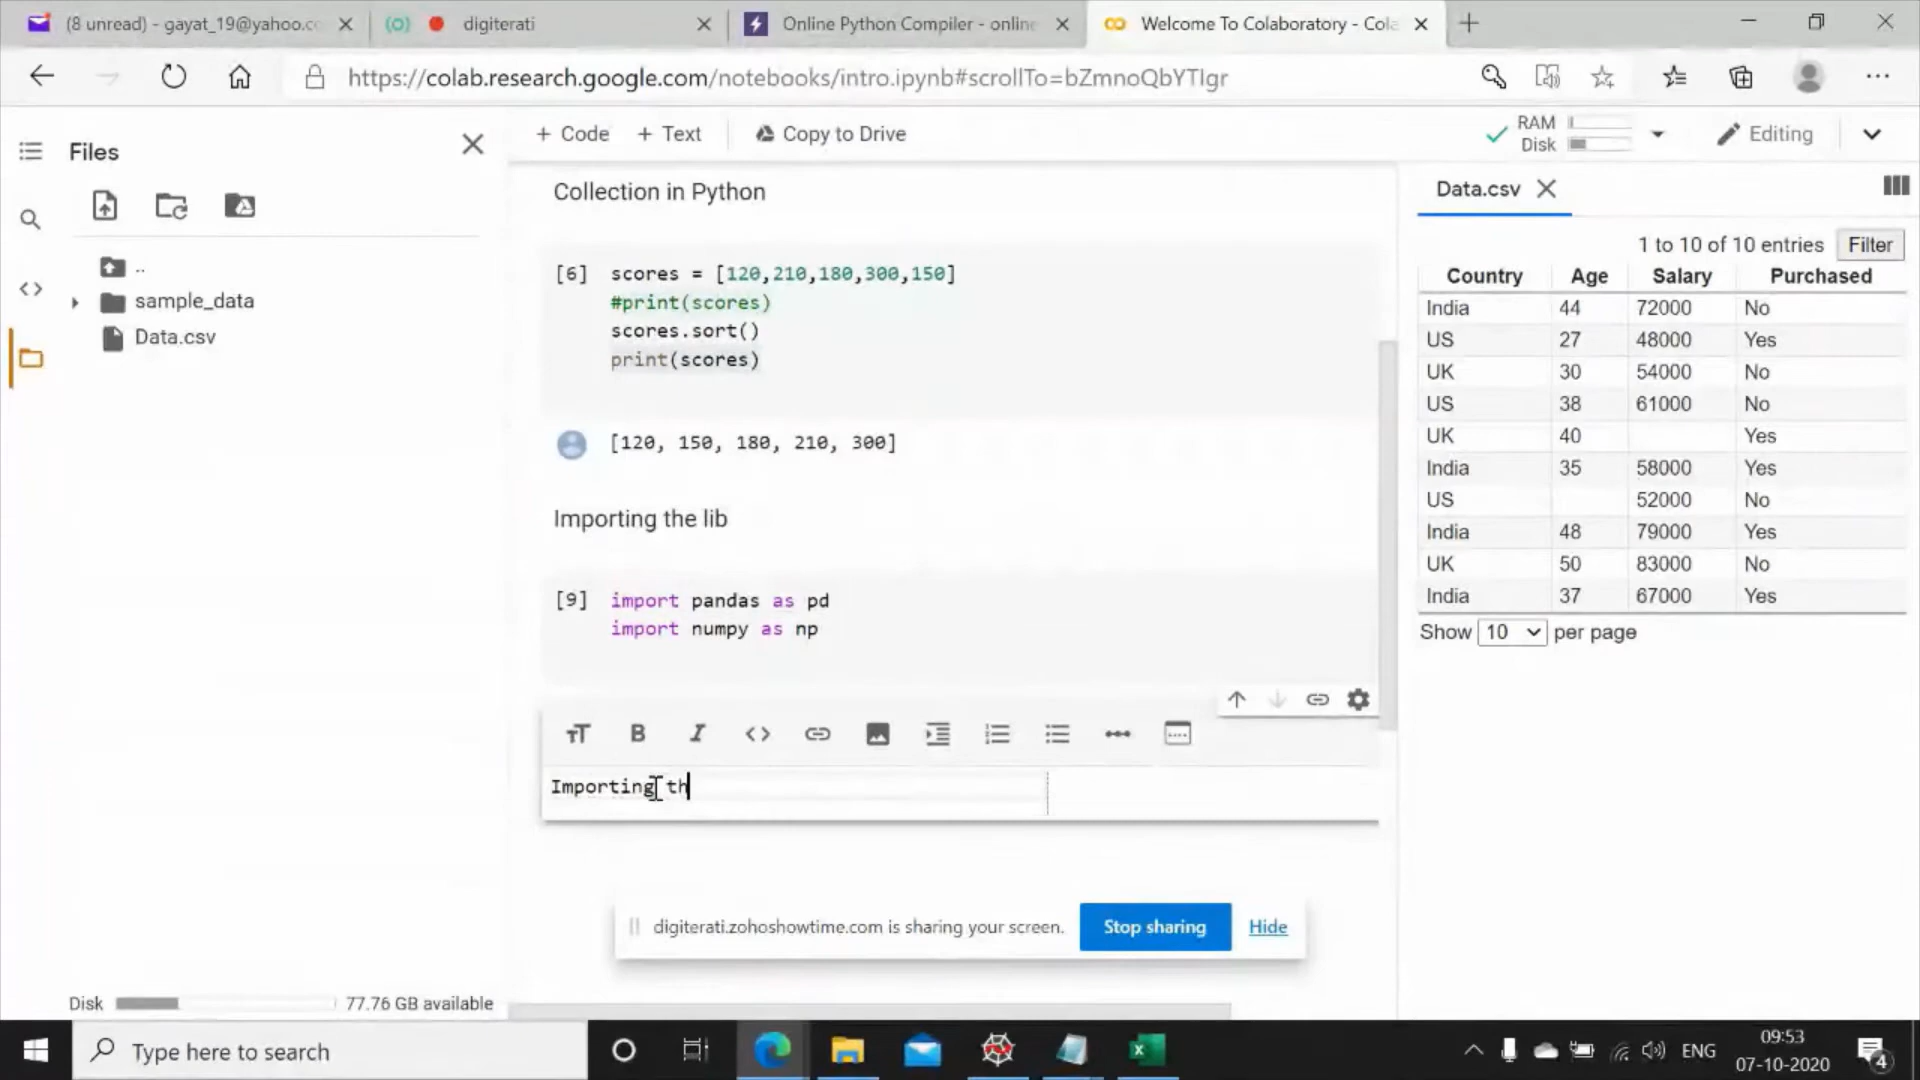 (8 unread) - gayat_19@yahoo.co
digiterati
Online Python Compiler - online
Welcome To Colaboratory - Cola
https://colab.research.google.com/notebooks/intro.ipynb#scrollTo=bZmnoQbYTIgr
Files
+ Code
+ Text
Copy to Drive
RAM
Disk
Editing
..
sample_data
Data.csv
Collection in Python
[6] scores = [120,210,180,300,150]
#print(scores)
scores.sort()
print(scores)
[120, 150, 180, 210, 300]
Importing the lib
[9] import pandas as pd
import numpy as np
Importing th
Data.csv
1 to 10 of 10 entries Filter
Country Age Salary Purchased
India 44 72000 No
US 27 48000 Yes
UK 30 54000 No
US 38 61000 No
UK 40 Yes
India 35 58000 Yes
US 52000 No
India 48 79000 Yes
UK 50 83000 No
India 37 67000 Yes
Show 10 per page
digiterati.zohoshowtime.com is sharing your screen. Stop sharing Hide
Disk 77.76 GB available
Type here to search
ENG
09:53
07-10-2020
4